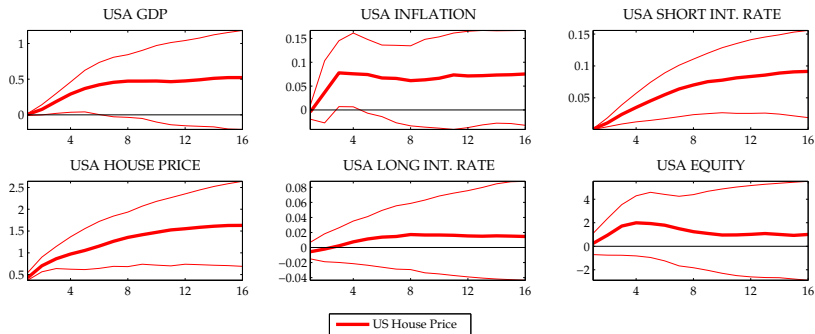 USA GDP
1
0.5
0
4 8 12 16
USA INFLATION
0.15
0.1
0.05
0
4 8 12 16
USA SHORT INT. RATE
0.15
0.1
0.05
4 8 12 16
USA HOUSE PRICE
2.5
2
1.5
1
0.5
4 8 12 16
USA LONG INT. RATE
0.08
0.06
0.04
0.02
0
−0.02
−0.04
4 8 12 16
USA EQUITY
4
2
0
−2
4 8 12 16
US House Price